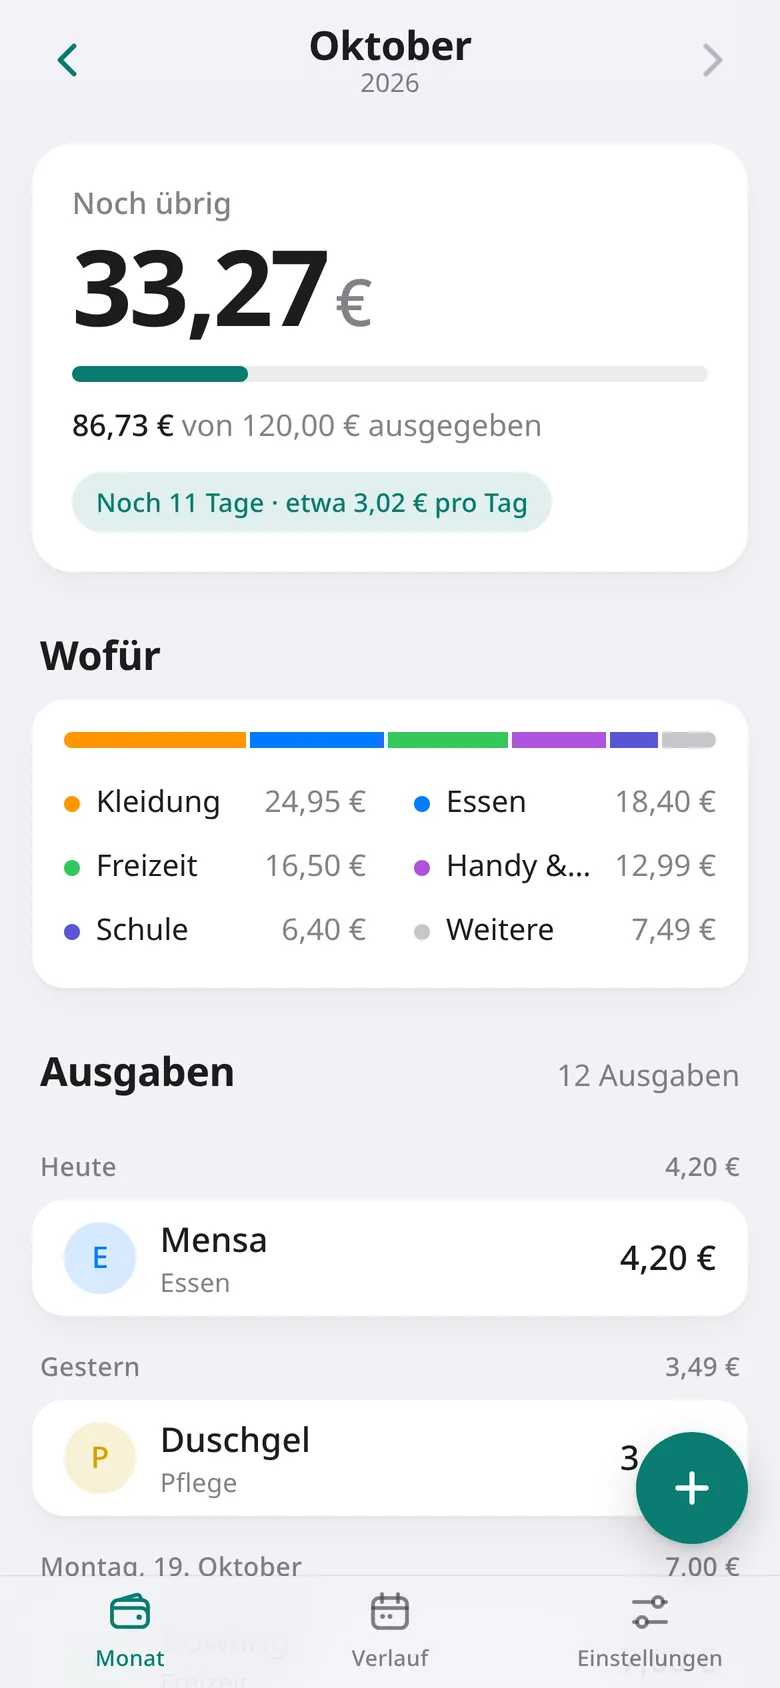 Oktober
2026
Noch übrig
33,27 €
86,73 € von 120,00 € ausgegeben
Noch 11 Tage · etwa 3,02 € pro Tag
Wofür
Kleidung 24,95 €
Essen 18,40 €
Freizeit 16,50 €
Handy &... 12,99 €
Schule 6,40 €
Weitere 7,49 €
Ausgaben 12 Ausgaben
Heute 4,20 €
E Mensa 4,20 €
Essen
Gestern 3,49 €
P Duschgel 3
Pflege
Montag, 19. Oktober 7,00 €
Bowling
Freizeit
Monat Verlauf Einstellungen